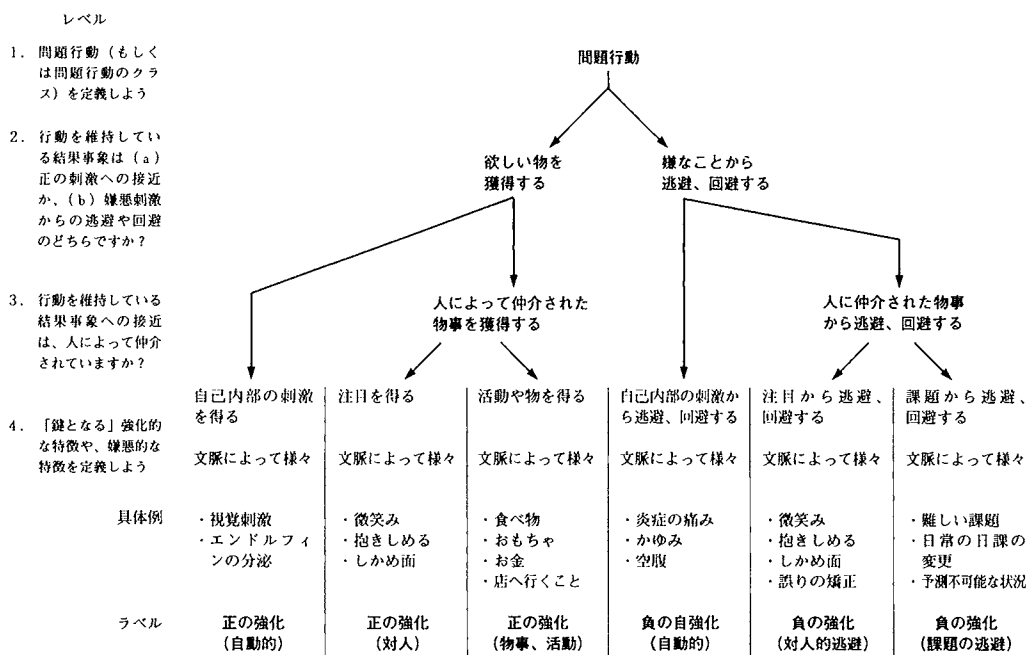 レベル
1. 問題行動（もしく
は問題行動のクラ
ス）を定義しよう
問題行動
2. 行動を維持してい
る結果事象は（a）
正の刺激への接近
か、（b）嫌悪刺激
からの逃避や回避
のどちらですか？
欲しい物を
獲得する
嫌なことから
逃避、回避する
3. 行動を維持している
結果事象への接近
は、人によって仲介
されていますか？
人によって仲介された
物事を獲得する
人に仲介された物事
から逃避、回避する
4. 「鍵となる」強化的
な特徴や、嫌悪的な
特徴を定義しよう
自己内部の刺激
を得る
文脈によって様々
注目を得る
文脈によって様々
活動や物を得る
文脈によって様々
自己内部の刺激か
ら逃避、回避する
文脈によって様々
注目から逃避、
回避する
文脈によって様々
課題から逃避、
回避する
文脈によって様々
具体例
・視覚刺激
・エンドルフィ
ンの分泌
・微笑み
・抱きしめる
・しかめ面
・食べ物
・おもちゃ
・お金
・店へ行くこと
・炎症の痛み
・かゆみ
・空腹
・微笑み
・抱きしめる
・しかめ面
・誤りの矯正
・難しい課題
・日常の日課の
変更
・予測不可能な状況
ラベル
正の強化
(自動的)
正の強化
(対人)
正の強化
(物事、活動)
負の自強化
(自動的)
負の強化
(対人的逃避)
負の強化
(課題の逃避)